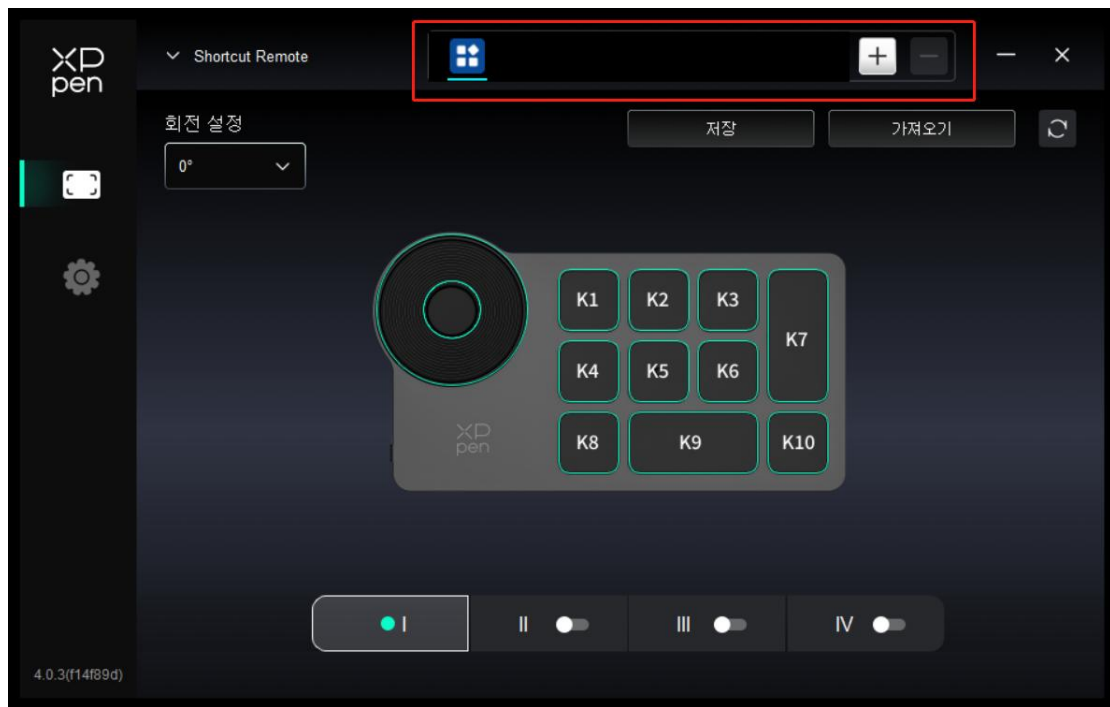 XP
pen
Shortcut Remote
회전 설정
저장
가져오기
0°
K1
K2
K3
K7
K4
K5
K6
XP
pen
K8
K9
K10
I
II
III
IV
4.0.3(f14f89d)